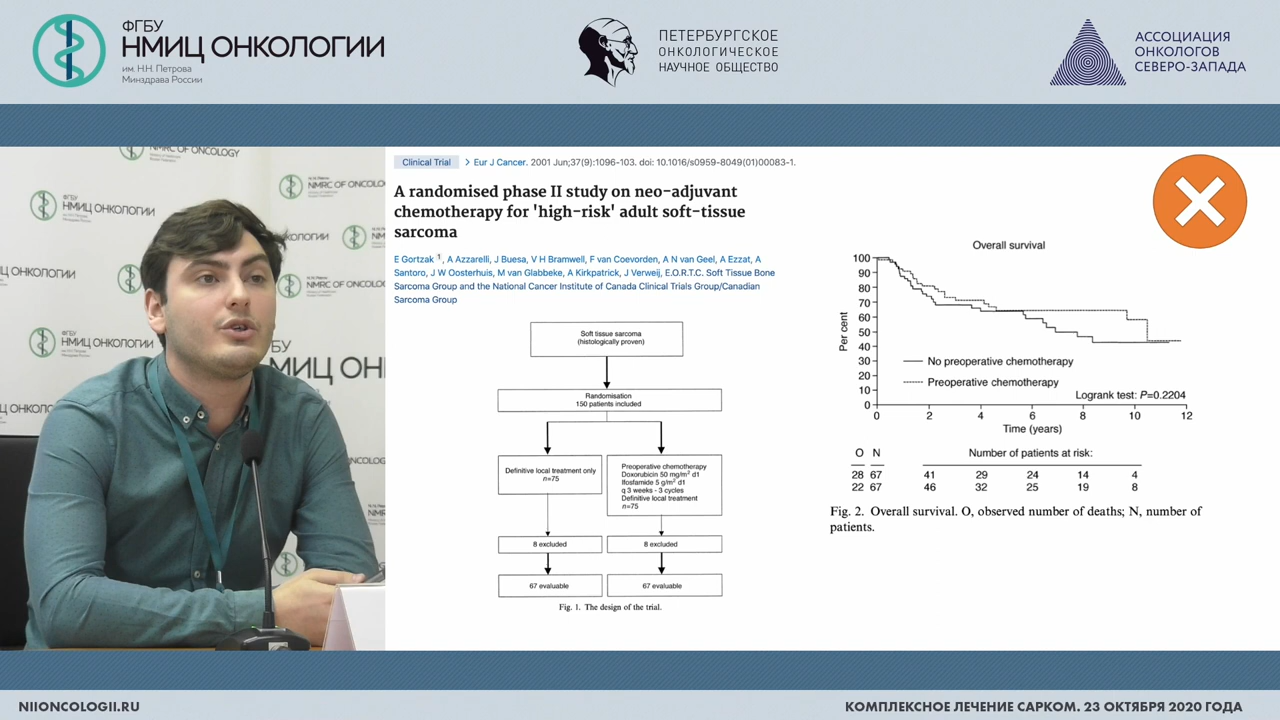 ФГБУ
НМИЦ ОНКОЛОГИИ
им. Н.Н. Петрова
Минздрава России
ПЕТЕРБУРГСКОЕ
ОНКОЛОГИЧЕСКОЕ
НАУЧНОЕ ОБЩЕСТВО
АССОЦИАЦИЯ
ОНКОЛОГОВ
СЕВЕРО-ЗАПАДА
NMRC OF ONCOLOGY
ФГБУ
НМИЦ ОНКОЛОГИИ
Clinical Trial
> Eur J Cancer. 2001 Jun;37(9):1096-103. doi: 10.1016/s0959-8049(01)00083-1.
A randomised phase II study on neo-adjuvant
chemotherapy for 'high-risk' adult soft-tissue
sarcoma
E Gortzak 1, A Azzarelli, J Buesa, V H Bramwell, F van Coevorden, A N van Geel, A Ezzat, A
Santoro, J W Oosterhuis, M van Glabbeke, A Kirkpatrick, J Verweij, E.O.R.T.C. Soft Tissue Bone
Sarcoma Group and the National Cancer Institute of Canada Clinical Trials Group/Canadian
Sarcoma Group
Soft tissue sarcoma
(histologically proven)
Randomisation
150 patients included
Definitive local treatment only
n=75
Preoperative chemotherapy
Doxorubicin 50 mg/m² d1
Ifosfamide 5 g/m² d1
q 3 weeks - 3 cycles
Definitive local treatment
n=75
8 excluded
8 excluded
67 evaluable
67 evaluable
Fig. 1. The design of the trial.
Overall survival
100
90
80
70
60
50
40
30
20
10
0
Per cent
No preoperative chemotherapy
Preoperative chemotherapy
Logrank test: P=0.2204
0 2 4 6 8 10 12
Time (years)
O N Number of patients at risk:
28 67 41 29 24 14 4
22 67 46 32 25 19 8
Fig. 2. Overall survival. O, observed number of deaths; N, number of
patients.
NIIONCOLOGII.RU
КОМПЛЕКСНОЕ ЛЕЧЕНИЕ САРКОМ. 23 ОКТЯБРЯ 2020 ГОДА